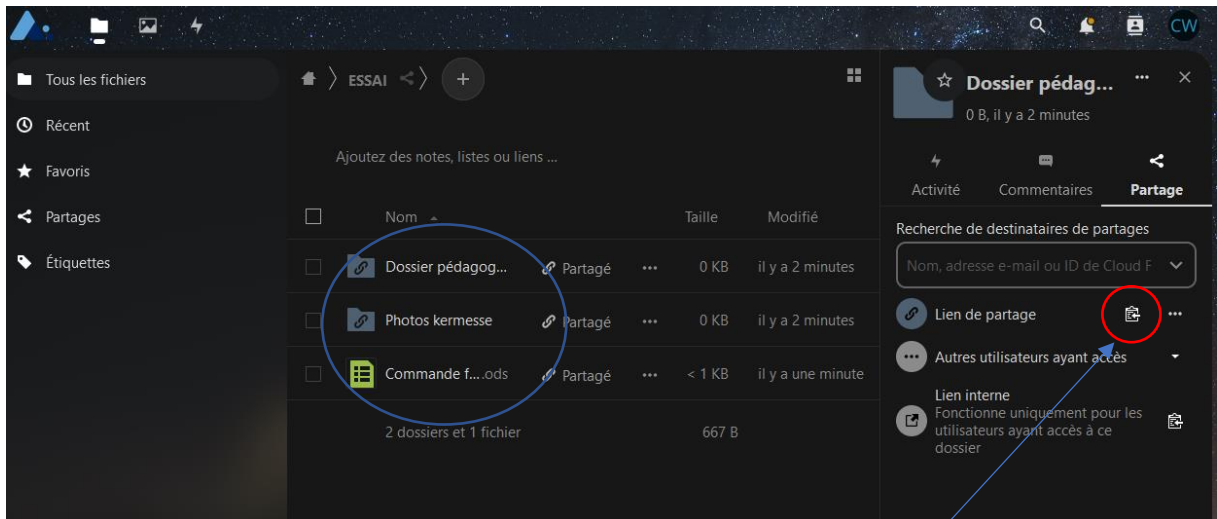 CW
Tous les fichiers
Récent
Favoris
Partages
Étiquettes
ESSAI
Ajoutez des notes, listes ou liens ...
Nom Taille Modifié
Dossier pédagog... Partagé 0 KB il y a 2 minutes
Photos kermesse Partagé 0 KB il y a 2 minutes
Commande f... .ods Partagé < 1 KB il y a une minute
2 dossiers et 1 fichier 667 B
Dossier pédag...
0 B, il y a 2 minutes
Activité Commentaires Partage
Recherche de destinataires de partages
Nom, adresse e-mail ou ID de Cloud F
Lien de partage
Autres utilisateurs ayant accès
Lien interne
Fonctionne uniquement pour les
utilisateurs ayant accès à ce
dossier